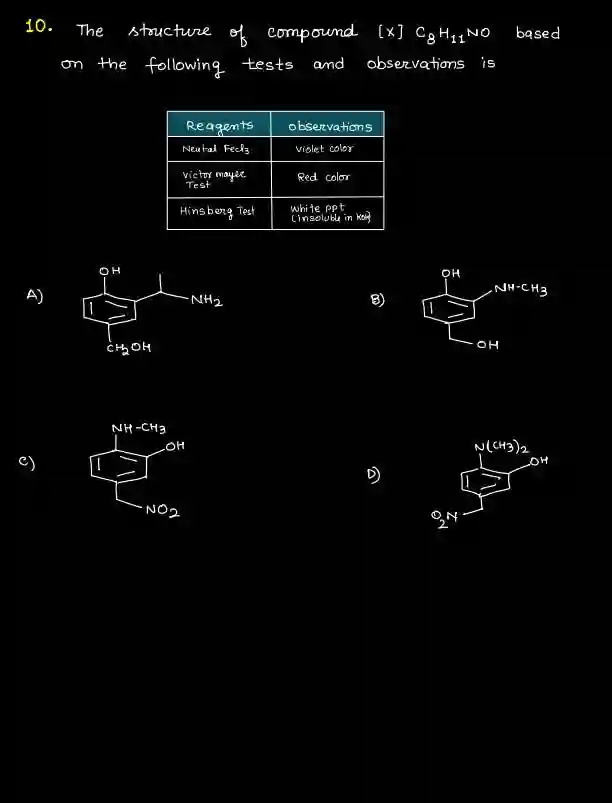 10. The structure of compound [X] C8H11NO based
on the following tests and observations is
Reagents observations
Neutal Fecl3 Violet color
Victor mayer Test Red color
Hinsberg Test White ppt (insoluble in KOH)
A) OH NH2 CH2OH
B) OH NH-CH3 OH
C) NH-CH3 OH NO2
D) N(CH3)2 OH O2N